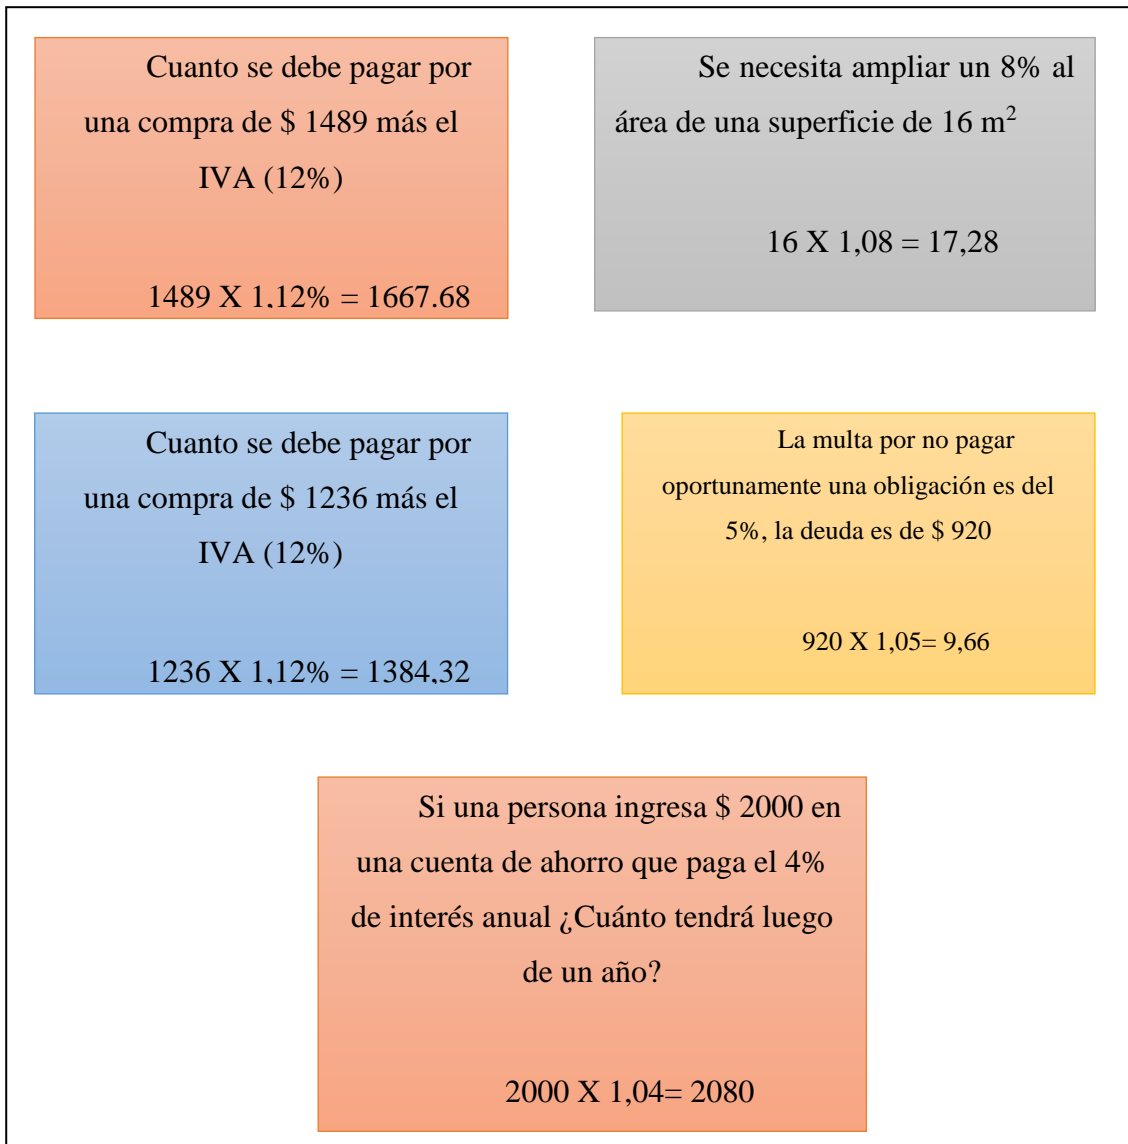 Cuanto se debe pagar por
una compra de $ 1489 más el
IVA (12%)
1489 X 1,12% = 1667.68
Se necesita ampliar un 8% al
área de una superficie de 16 m²
16 X 1,08 = 17,28
Cuanto se debe pagar por
una compra de $ 1236 más el
IVA (12%)
1236 X 1,12% = 1384,32
La multa por no pagar
oportunamente una obligación es del
5%, la deuda es de $ 920
920 X 1,05= 9,66
Si una persona ingresa $ 2000 en
una cuenta de ahorro que paga el 4%
de interés anual ¿Cuánto tendrá luego
de un año?
2000 X 1,04= 2080